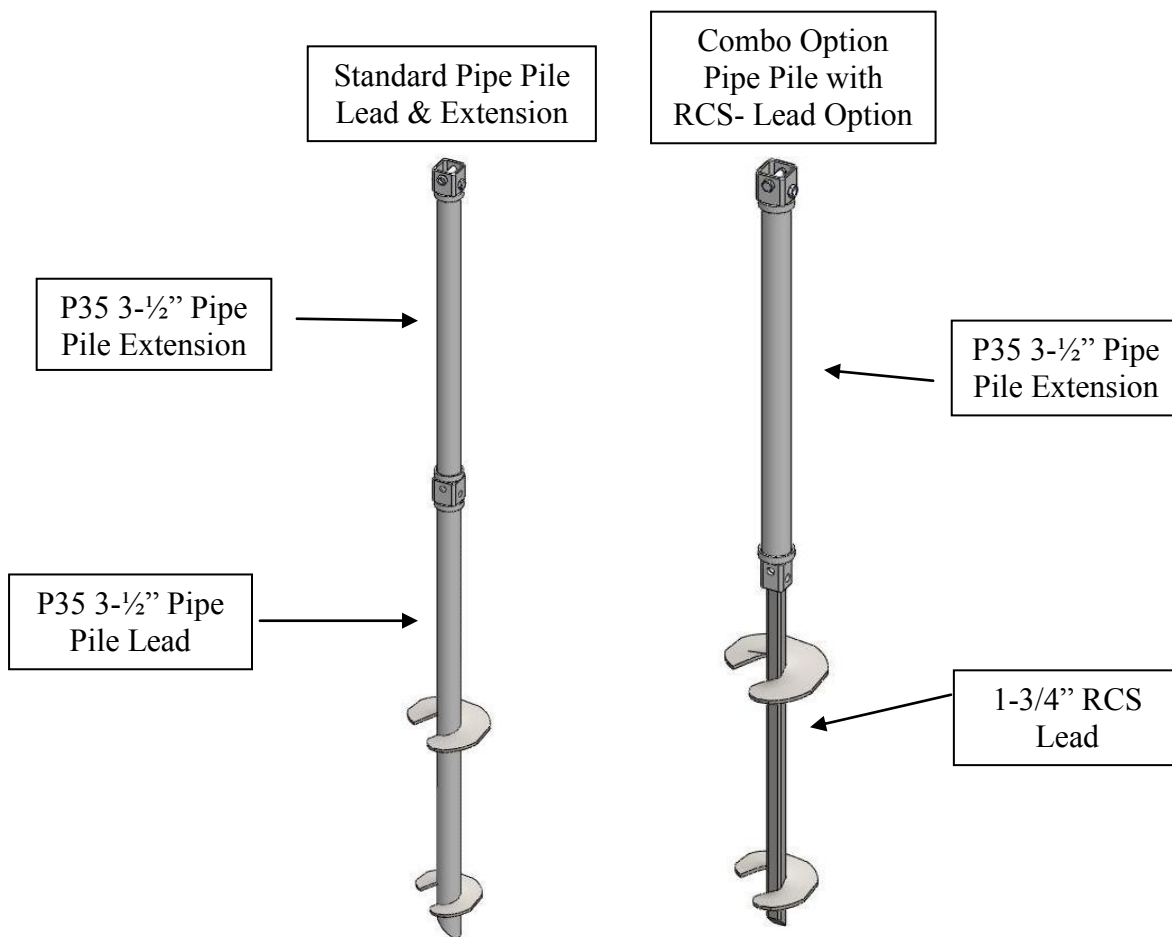 Standard Pipe Pile
Lead & Extension
Combo Option
Pipe Pile with
RCS- Lead Option
P35 3-½” Pipe
Pile Extension
P35 3-½” Pipe
Pile Extension
P35 3-½” Pipe
Pile Lead
1-3/4” RCS
Lead